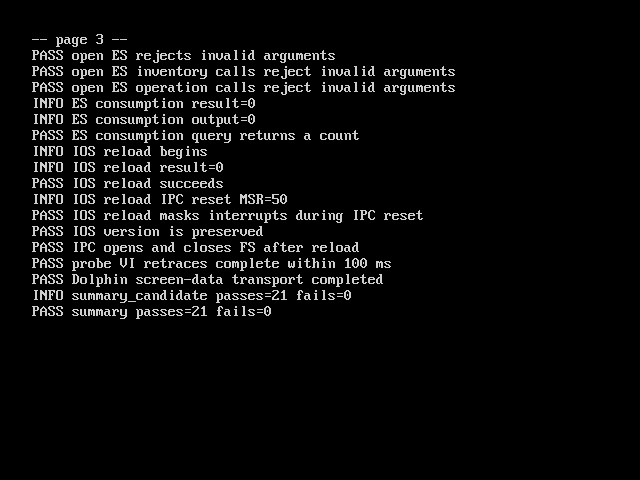 -- page 3 --
PASS open ES rejects invalid arguments
PASS open ES inventory calls reject invalid arguments
PASS open ES operation calls reject invalid arguments
INFO ES consumption result=0
INFO ES consumption output=0
PASS ES consumption query returns a count
INFO IOS reload begins
INFO IOS reload result=0
PASS IOS reload succeeds
INFO IOS reload IPC reset MSR=50
PASS IOS reload masks interrupts during IPC reset
PASS IOS version is preserved
PASS IPC opens and closes FS after reload
PASS probe VI retraces complete within 100 ms
PASS Dolphin screen-data transport completed
INFO summary_candidate passes=21 fails=0
PASS summary passes=21 fails=0